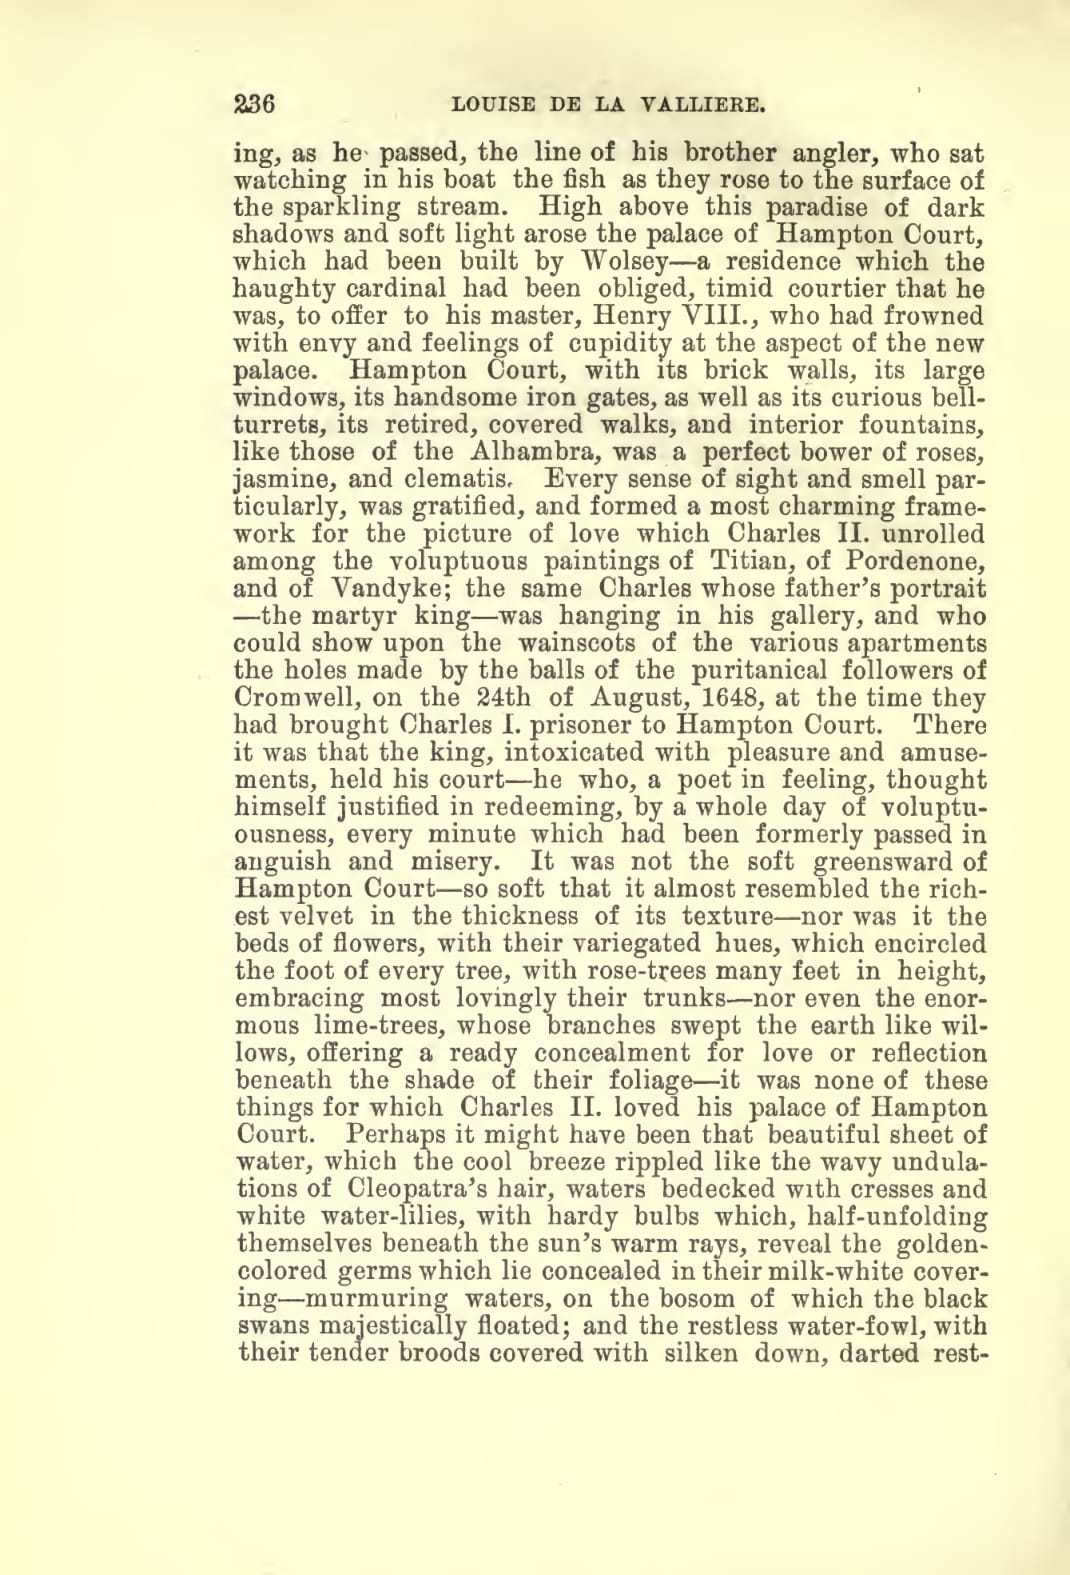 236 LOUISE DE LA VALLIERE.
ing, as he passed, the line of his brother angler, who sat
watching in his boat the fish as they rose to the surface of
the sparkling stream. High above this paradise of dark
shadows and soft light arose the palace of Hampton Court,
which had been built by Wolsey—a residence which the
haughty cardinal had been obliged, timid courtier that he
was, to offer to his master, Henry VIII., who had frowned
with envy and feelings of cupidity at the aspect of the new
palace. Hampton Court, with its brick walls, its large
windows, its handsome iron gates, as well as its curious bell-
turrets, its retired, covered walks, and interior fountains,
like those of the Alhambra, was a perfect bower of roses,
jasmine, and clematis. Every sense of sight and smell par-
ticularly, was gratified, and formed a most charming frame-
work for the picture of love which Charles II. unrolled
among the voluptuous paintings of Titian, of Pordenone,
and of Vandyke; the same Charles whose father's portrait
—the martyr king—was hanging in his gallery, and who
could show upon the wainscots of the various apartments
the holes made by the balls of the puritanical followers of
Cromwell, on the 24th of August, 1648, at the time they
had brought Charles I. prisoner to Hampton Court. There
it was that the king, intoxicated with pleasure and amuse-
ments, held his court—he who, a poet in feeling, thought
himself justified in redeeming, by a whole day of voluptu-
ousness, every minute which had been formerly passed in
anguish and misery. It was not the soft greensward of
Hampton Court—so soft that it almost resembled the rich-
est velvet in the thickness of its texture—nor was it the
beds of flowers, with their variegated hues, which encircled
the foot of every tree, with rose-trees many feet in height,
embracing most lovingly their trunks—nor even the enor-
mous lime-trees, whose branches swept the earth like wil-
lows, offering a ready concealment for love or reflection
beneath the shade of their foliage—it was none of these
things for which Charles II. loved his palace of Hampton
Court. Perhaps it might have been that beautiful sheet of
water, which the cool breeze rippled like the wavy undula-
tions of Cleopatra's hair, waters bedecked with cresses and
white water-lilies, with hardy bulbs which, half-unfolding
themselves beneath the sun's warm rays, reveal the golden-
colored germs which lie concealed in their milk-white cover-
ing—murmuring waters, on the bosom of which the black
swans majestically floated; and the restless water-fowl, with
their tender broods covered with silken down, darted rest-